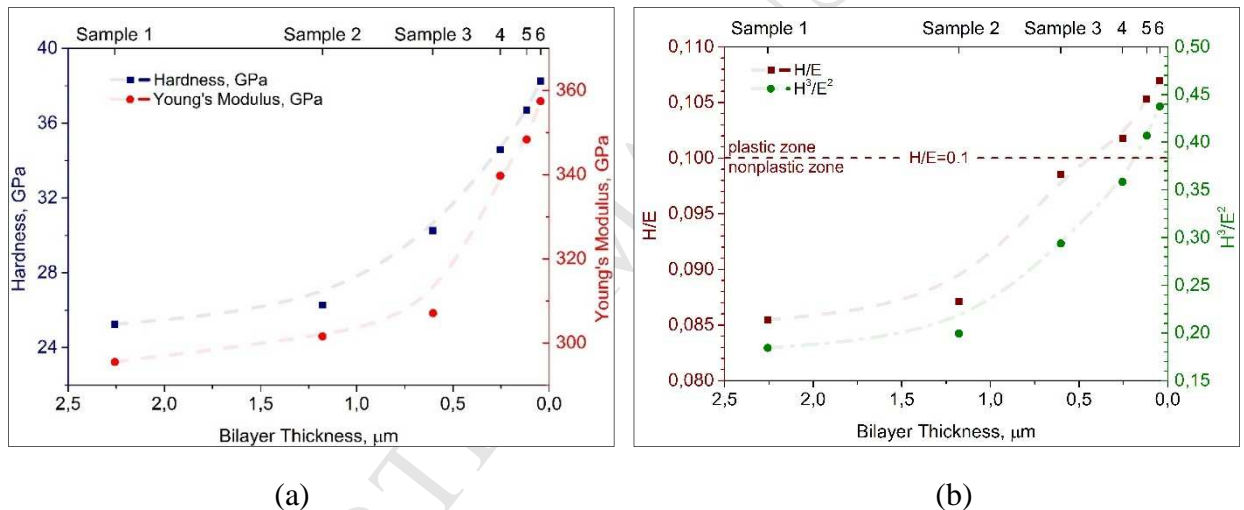 Sample 1 Sample 2 Sample 3 4 5 6
40
36
32
28
24
Hardness, GPa
Hardness, GPa
Young's Modulus, GPa
360
340
320
300
Young's Modulus, GPa
2,5 2,0 1,5 1,0 0,5 0,0
Bilayer Thickness, μm
(a)
Sample 1 Sample 2 Sample 3 4 5 6
0,110
0,105
0,100
0,095
0,090
0,085
0,080
H/E
H/E
H³/E²
plastic zone
H/E=0.1
nonplastic zone
0,50
0,45
0,40
0,35
0,30
0,25
0,20
0,15
H³/E²
2,5 2,0 1,5 1,0 0,5 0,0
Bilayer Thickness, μm
(b)